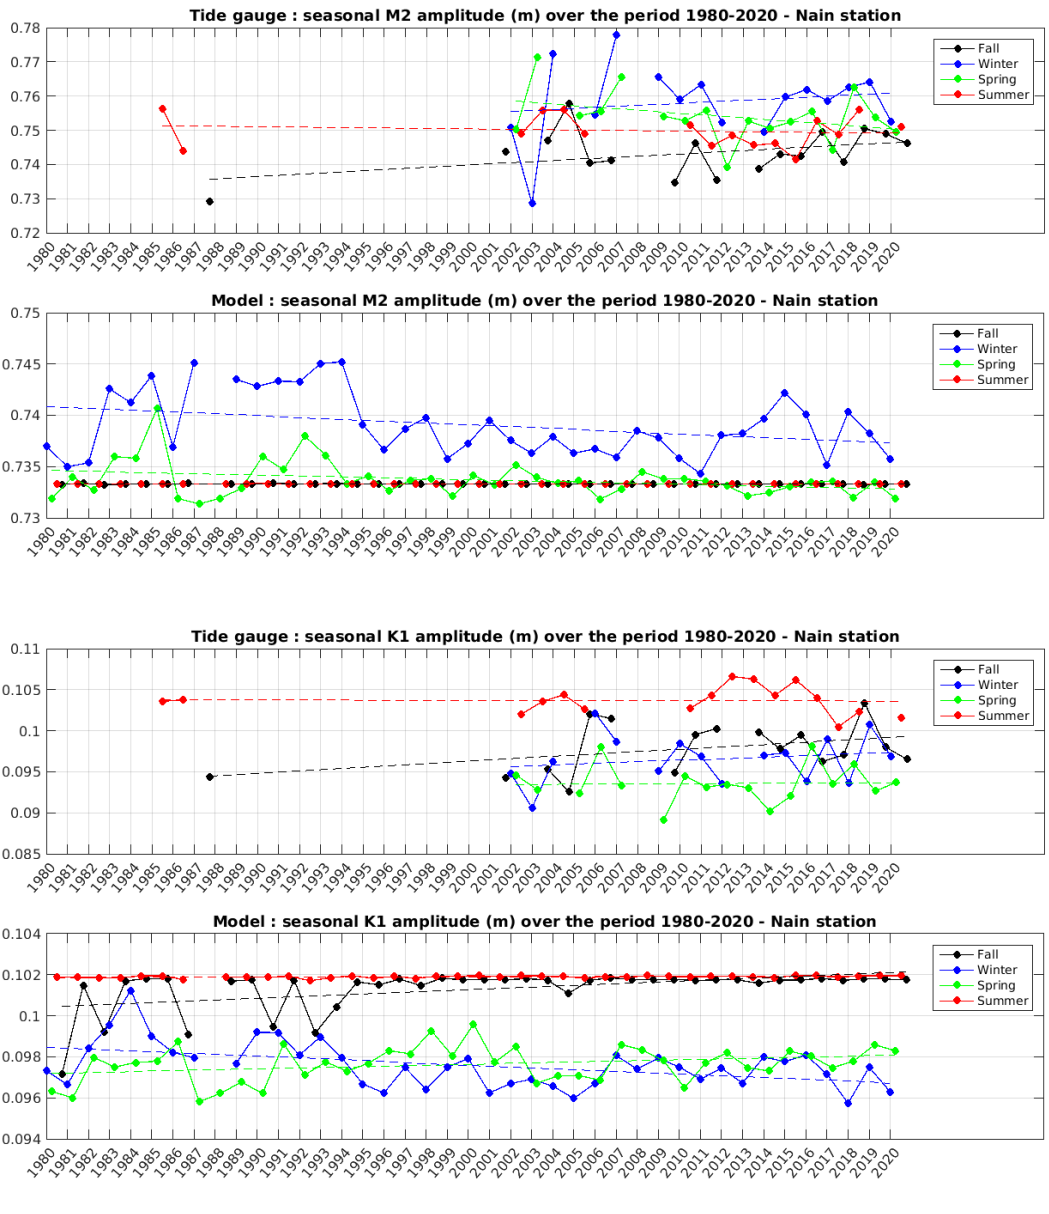 Tide gauge : seasonal M2 amplitude (m) over the period 1980-2020 - Nain station
0.78
0.77
0.76
0.75
0.74
0.73
0.72
Fall
Winter
Spring
Summer
1980 1981 1982 1983 1984 1985 1986 1987 1988 1989 1990 1991 1992 1993 1994 1995 1996 1997 1998 1999 2000 2001 2002 2003 2004 2005 2006 2007 2008 2009 2010 2011 2012 2013 2014 2015 2016 2017 2018 2019 2020
Model : seasonal M2 amplitude (m) over the period 1980-2020 - Nain station
0.75
0.745
0.74
0.735
0.73
Fall
Winter
Spring
Summer
1980 1981 1982 1983 1984 1985 1986 1987 1988 1989 1990 1991 1992 1993 1994 1995 1996 1997 1998 1999 2000 2001 2002 2003 2004 2005 2006 2007 2008 2009 2010 2011 2012 2013 2014 2015 2016 2017 2018 2019 2020
Tide gauge : seasonal K1 amplitude (m) over the period 1980-2020 - Nain station
0.11
0.105
0.1
0.095
0.09
0.085
Fall
Winter
Spring
Summer
1980 1981 1982 1983 1984 1985 1986 1987 1988 1989 1990 1991 1992 1993 1994 1995 1996 1997 1998 1999 2000 2001 2002 2003 2004 2005 2006 2007 2008 2009 2010 2011 2012 2013 2014 2015 2016 2017 2018 2019 2020
Model : seasonal K1 amplitude (m) over the period 1980-2020 - Nain station
0.104
0.102
0.1
0.098
0.096
0.094
Fall
Winter
Spring
Summer
1980 1981 1982 1983 1984 1985 1986 1987 1988 1989 1990 1991 1992 1993 1994 1995 1996 1997 1998 1999 2000 2001 2002 2003 2004 2005 2006 2007 2008 2009 2010 2011 2012 2013 2014 2015 2016 2017 2018 2019 2020